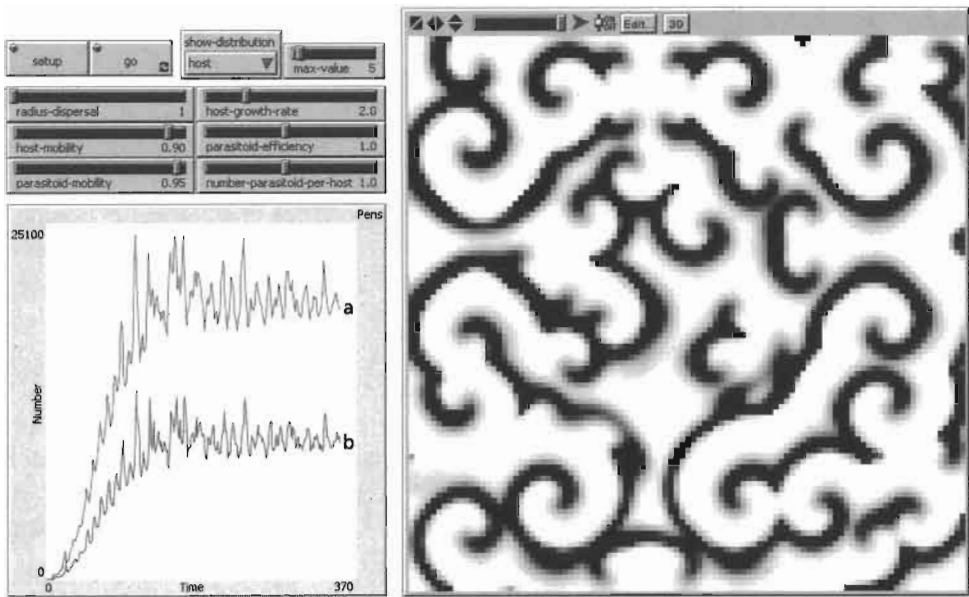 setup
go
show-distribution
host
max-value 5
radius-dispersal 1
host-growth-rate 2.0
host-mobility 0.90
parasitoid-efficiency 1.0
parasitoid-mobility 0.95
number-parasitoid-per-host 1.0
Edit...
3D
Pens
25100
Number
0
0
Time
370
a
b